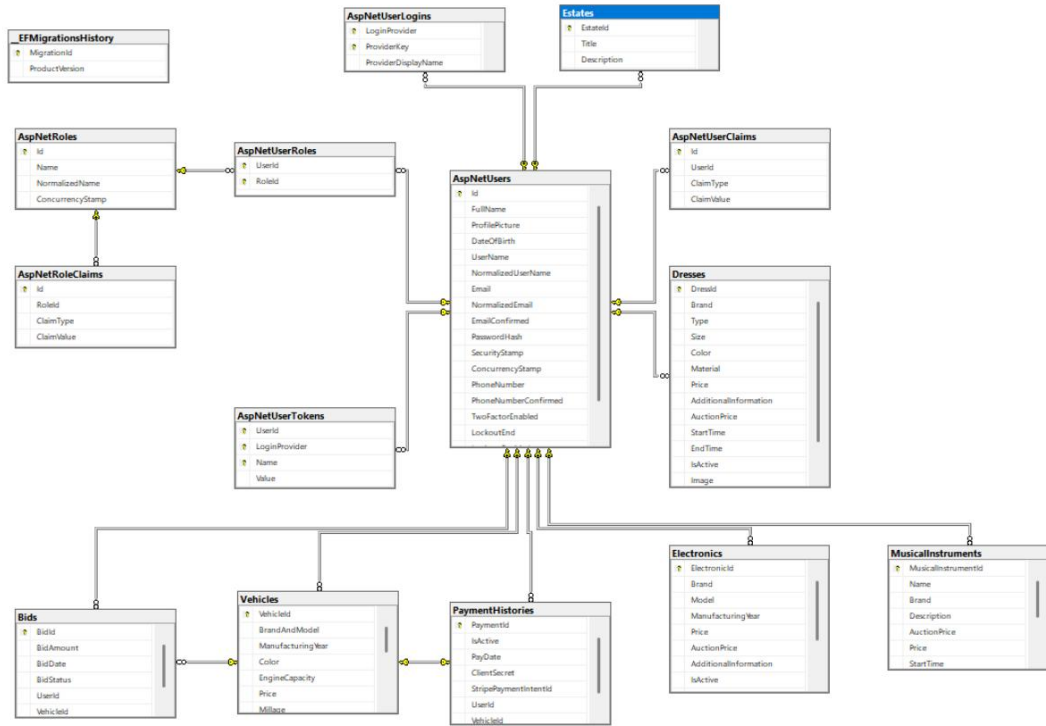 AspNetUserLogins
LoginProvider
ProviderKey
ProviderDisplayName
Estates
EstateId
Title
Description
__EFMigrationsHistory
MigrationId
ProductVersion
AspNetRoles
Id
Name
NormalizedName
ConcurrencyStamp
AspNetUserRoles
UserId
RoleId
AspNetUsers
Id
FullName
ProfilePicture
DateOfBirth
UserName
NormalizedUserName
Email
NormalizedEmail
EmailConfirmed
PasswordHash
SecurityStamp
ConcurrencyStamp
PhoneNumber
PhoneNumberConfirmed
TwoFactorEnabled
LockoutEnd
AspNetUserClaims
Id
UserId
ClaimType
ClaimValue
AspNetRoleClaims
Id
RoleId
ClaimType
ClaimValue
Dresses
DressId
Brand
Type
Size
Color
Material
Price
AdditionalInformation
AuctionPrice
StartTime
EndTime
IsActive
Image
AspNetUserTokens
UserId
LoginProvider
Name
Value
Bids
BidId
BidAmount
BidDate
BidStatus
UserId
VehicleId
Vehicles
VehicleId
BrandAndModel
ManufacturingYear
Color
EngineCapacity
Price
Millage
PaymentHistories
PaymentId
IsActive
PayDate
ClientSecret
StripePaymentIntentId
UserId
VehicleId
Electronics
ElectronicId
Brand
Model
ManufacturingYear
Price
AuctionPrice
AdditionalInformation
IsActive
MusicalInstruments
MusicalInstrumentId
Name
Brand
Description
AuctionPrice
Price
StartTime